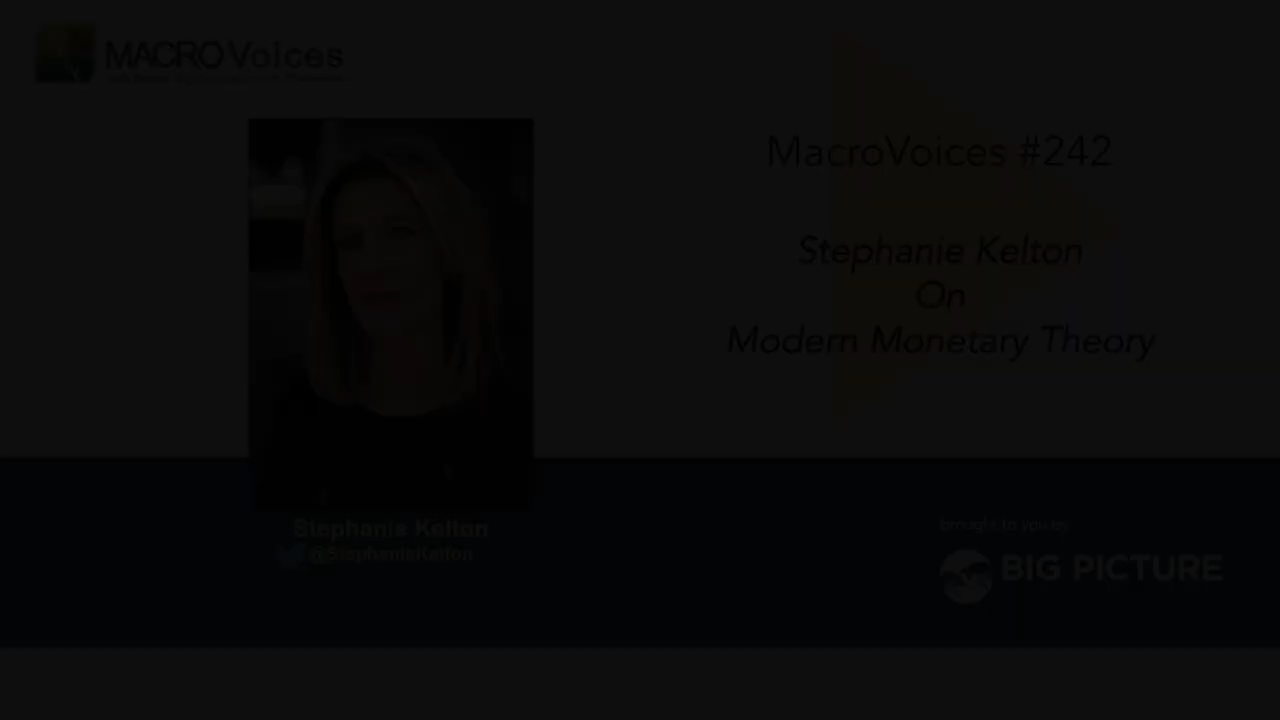 MACROVoices
MacroVoices #242
Stephanie Kelton
On
Modern Monetary Theory
Stephanie Kelton
@StephanieKelton
brought to you by
BIG PICTURE